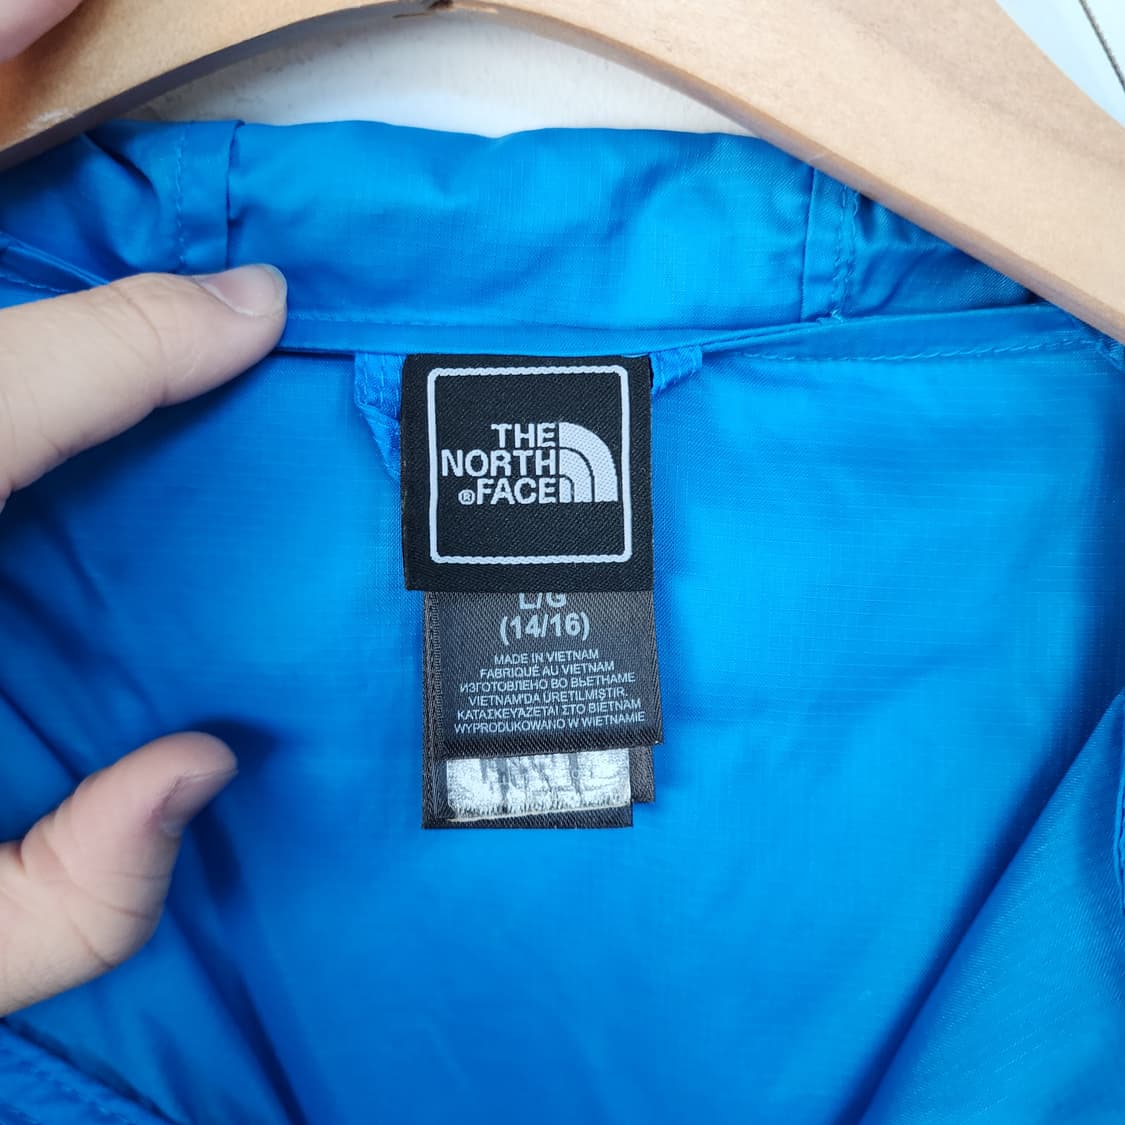 THE
NORTH
®FACE
L/G
(14/16)
MADE IN VIETNAM
FABRIQUÉ AU VIETNAM
ИЗГОТОВЛЕНО ВО ВЬЕТНАМЕ
VIETNAM'DA ÜRETILMIŞTIR.
ΚΑΤΑΣΚΕΥΑΖΕΤΑΙ ΣΤΟ ΒΙΕΤΝΑΜ
WYPRODUKOWANO W WIETNAMIE